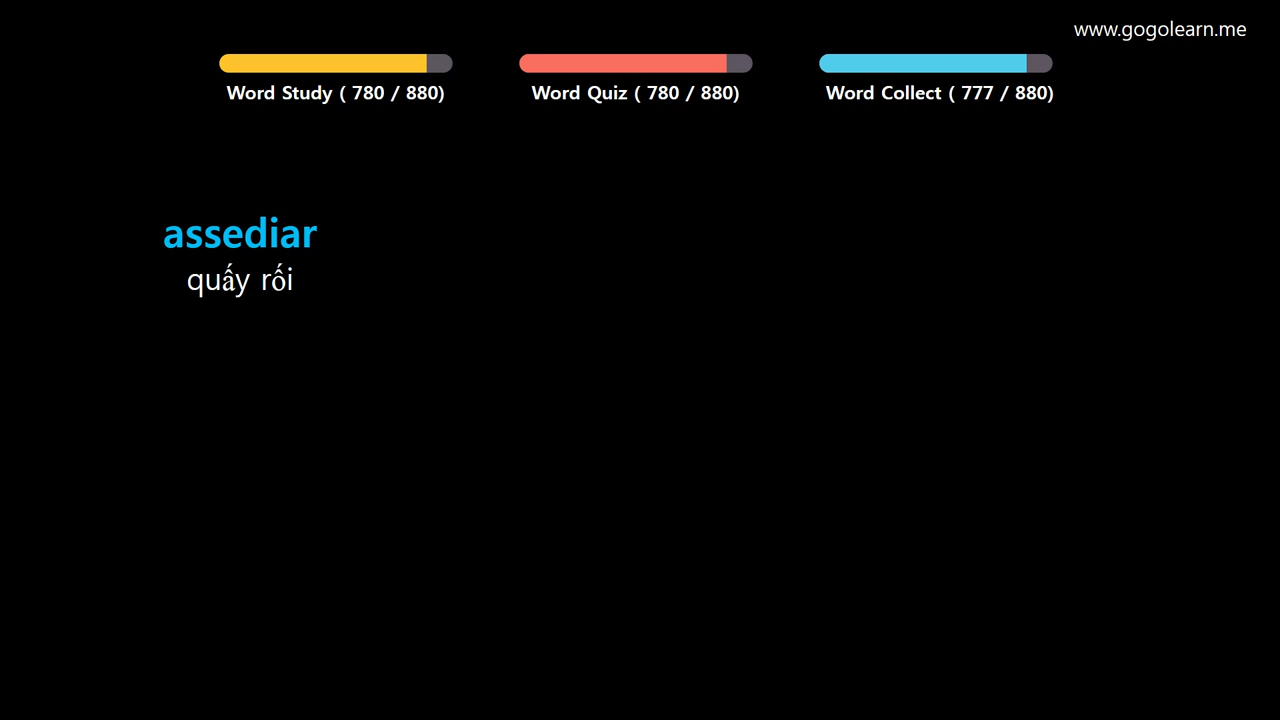 www.gogolearn.me
Word Study ( 780 / 880)
Word Quiz ( 780 / 880)
Word Collect ( 777 / 880)
assediar
quấy rối